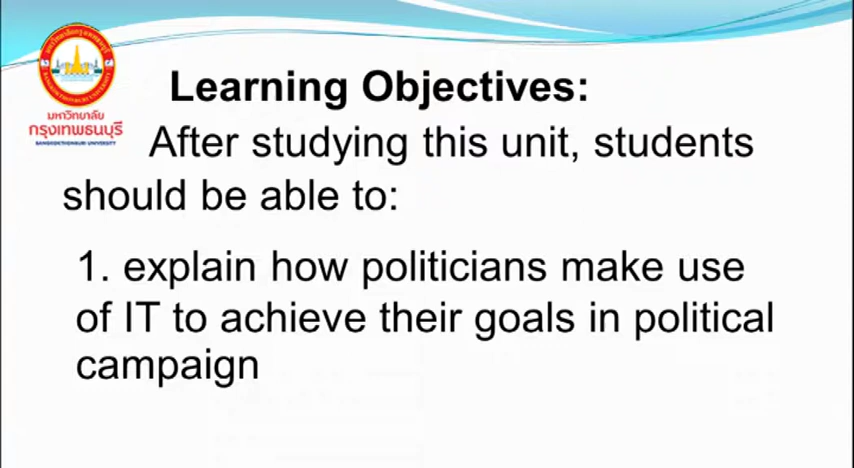 มหาวิทยาลัย
กรุงเทพธนบุรี
BANGKOKTHONBURI UNIVERSITY
Learning Objectives:
After studying this unit, students
should be able to:
1. explain how politicians make use
of IT to achieve their goals in political
campaign